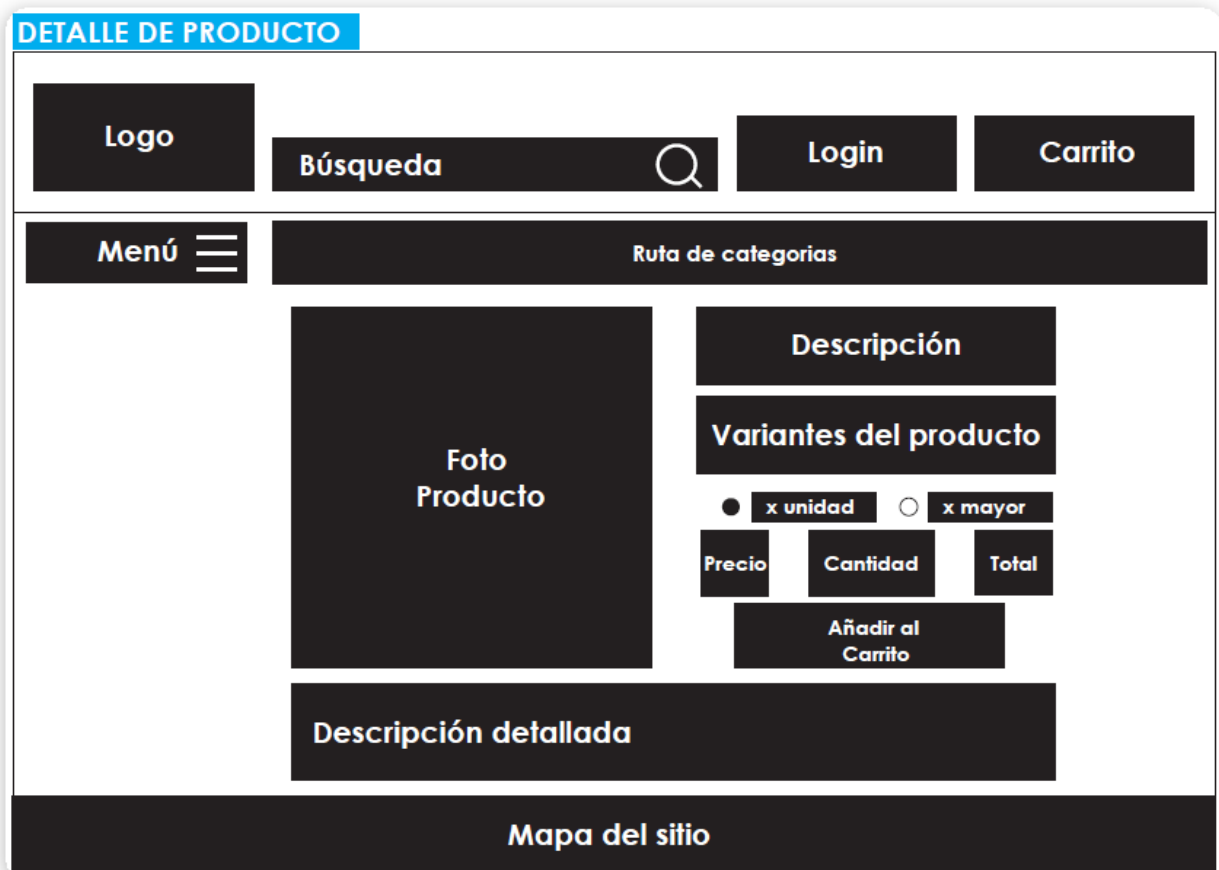 DETALLE DE PRODUCTO
Logo
Búsqueda
Login
Carrito
Menú
Ruta de categorias
Foto
Producto
Descripción
Variantes del producto
x unidad
x mayor
Precio
Cantidad
Total
Añadir al
Carrito
Descripción detallada
Mapa del sitio